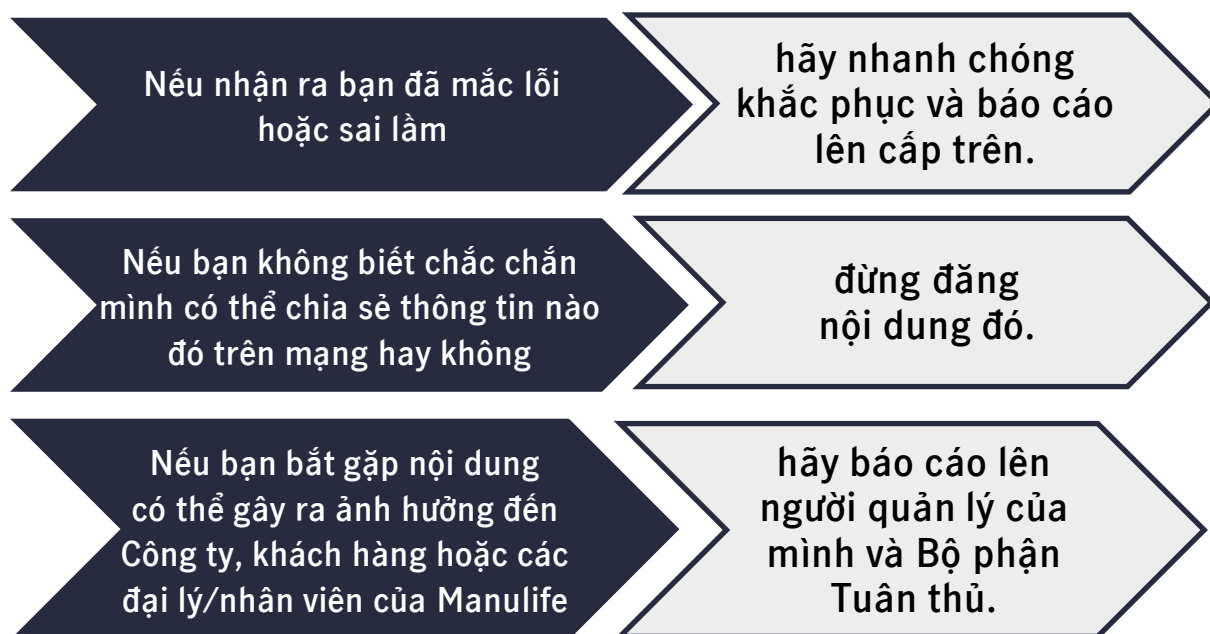 Nếu nhận ra bạn đã mắc lỗi
hoặc sai lầm
hãy nhanh chóng
khắc phục và báo cáo
lên cấp trên.
Nếu bạn không biết chắc chắn
mình có thể chia sẻ thông tin nào
đó trên mạng hay không
đừng đăng
nội dung đó.
Nếu bạn bắt gặp nội dung
có thể gây ra ảnh hưởng đến
Công ty, khách hàng hoặc các
đại lý/nhân viên của Manulife
hãy báo cáo lên
người quản lý của
mình và Bộ phận
Tuân thủ.